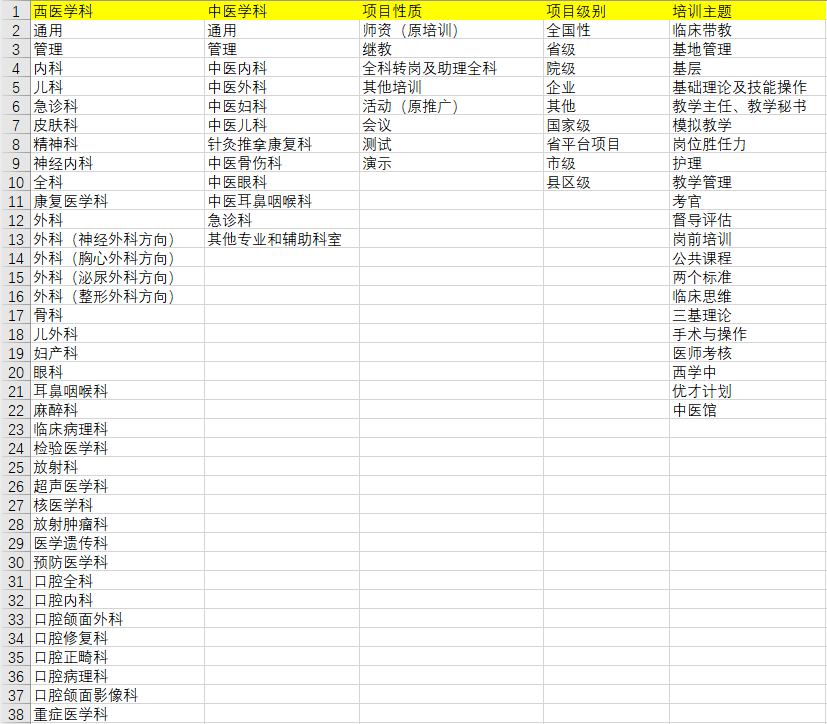 1 西医学科 中医学科 项目性质 项目级别 培训主题
2 通用 通用 师资（原培训） 全国性 临床带教
3 管理 管理 继教 省级 基地管理
4 内科 中医内科 全科转岗及助理全科 院级 基层
5 儿科 中医外科 其他培训 企业 基础理论及技能操作
6 急诊科 中医妇科 活动（原推广） 其他 教学主任、教学秘书
7 皮肤科 中医儿科 会议 国家级 模拟教学
8 精神科 针灸推拿康复科 测试 省平台项目 岗位胜任力
9 神经内科 中医骨伤科 演示 市级 护理
10 全科 中医眼科 县区级 教学管理
11 康复医学科 中医耳鼻咽喉科 考官
12 外科 急诊科 督导评估
13 外科（神经外科方向） 其他专业和辅助科室 岗前培训
14 外科（胸心外科方向） 公共课程
15 外科（泌尿外科方向） 两个标准
16 外科（整形外科方向） 临床思维
17 骨科 三基理论
18 儿外科 手术与操作
19 妇产科 医师考核
20 眼科 西学中
21 耳鼻咽喉科 优才计划
22 麻醉科 中医馆
23 临床病理科
24 检验医学科
25 放射科
26 超声医学科
27 核医学科
28 放射肿瘤科
29 医学遗传科
30 预防医学科
31 口腔全科
32 口腔内科
33 口腔颌面外科
34 口腔修复科
35 口腔正畸科
36 口腔病理科
37 口腔颌面影像科
38 重症医学科